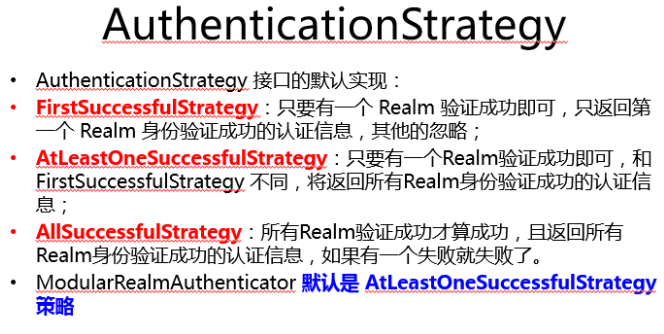 AuthenticationStrategy
• AuthenticationStrategy 接口的默认实现：
• FirstSuccessfulStrategy：只要有一个 Realm 验证成功即可，只返回第
一个 Realm 身份验证成功的认证信息，其他的忽略；
• AtLeastOneSuccessfulStrategy：只要有一个Realm验证成功即可，和
FirstSuccessfulStrategy 不同，将返回所有Realm身份验证成功的认证信
息；
• AllSuccessfulStrategy：所有Realm验证成功才算成功，且返回所有
Realm身份验证成功的认证信息，如果有一个失败就失败了。
• ModularRealmAuthenticator 默认是 AtLeastOneSuccessfulStrategy
策略